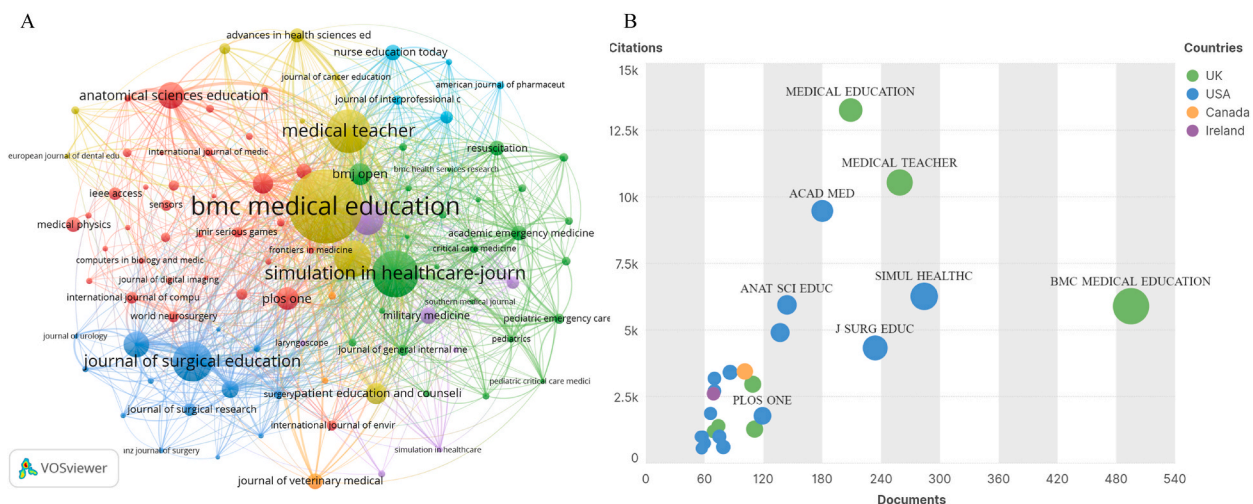 A
advances in health sciences ed
nurse education today
journal of cancer education
american journal of pharmaceut
anatomical sciences education
journal of interprofessional c
medical teacher
resuscitation
european journal of dental edu
international journal of medic
bmj open
bmc health services research
ieee access
sensors
bmc medical education
medical physics
jmir serious games
academic emergency medicine
frontiers in medicine
critical care medicine
computers in biology and medic
simulation in healthcare-journ
journal of digital imaging
international journal of compu
plos one
southern medical journal
world neurosurgery
military medicine
pediatric emergency care
journal of urology
laryngoscope
pediatrics
journal of surgical education
journal of general internal me
pediatric critical care medici
surgery
patient education and counseli
journal of surgical research
international journal of envir
anz journal of surgery
simulation in healthcare
VOSviewer
journal of veterinary medical
B
Citations
Countries
UK
USA
Canada
Ireland
15k
12.5k
10k
7.5k
5k
2.5k
0
MEDICAL EDUCATION
MEDICAL TEACHER
ACAD MED
SIMUL HEALTHC
BMC MEDICAL EDUCATION
ANAT SCI EDUC
J SURG EDUC
PLOS ONE
0 60 120 180 240 300 360 420 480 540
Documents